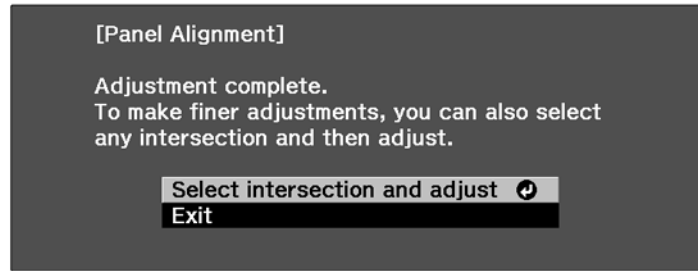 [Panel Alignment]
Adjustment complete.
To make finer adjustments, you can also select
any intersection and then adjust.
Select intersection and adjust
Exit